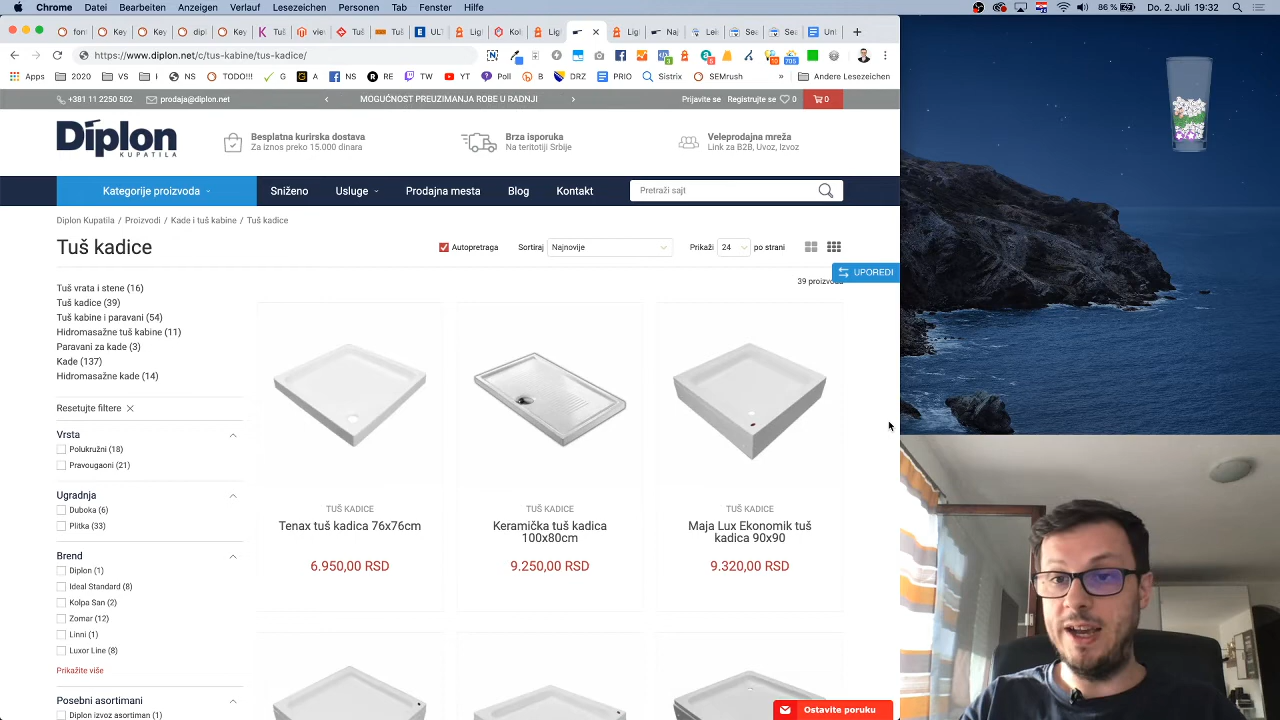 Chrome Datei Bearbeiten Anzeigen Verlauf Lesezeichen Personen Tab Fenster Hilfe
86% Do. 2. Juli 19:32
https://www.diplon.net/c/tus-kabine/tus-kadice/
Apps 2020 VS NS TODO!!! G A NS RE TW YT Poll B DRZ PRIO Sistrix SEMrush » Andere Lesezeichen
+381 11 2250 502 prodaja@diplon.net MOGUĆNOST PREUZIMANJA ROBE U RADNJI Prijavite se Registrujte se 0 0
Diplon
KUPATILA
Besplatna kurirska dostava
Za iznos preko 15.000 dinara
Brza isporuka
Na teritotiji Srbije
Veleprodajna mreža
Link za B2B, Uvoz, Izvoz
Kategorije proizvoda Sniženo Usluge Prodajna mesta Blog Kontakt Pretraži sajt
Diplon Kupatila / Proizvodi / Kade i tuš kabine / Tuš kadice
Tuš kadice
Autopretraga Sortiraj Najnovije Prikaži 24 po strani
UPOREDI
39 proizvoda
Tuš vrata i stene (16)
Tuš kadice (39)
Tuš kabine i paravani (54)
Hidromasažne tuš kabine (11)
Paravani za kade (3)
Kade (137)
Hidromasažne kade (14)
Resetujte filtere
Vrsta
Polukružni (18)
Pravougaoni (21)
Ugradnja
Duboka (6)
Plitka (33)
Brend
Diplon (1)
Ideal Standard (8)
Kolpa San (2)
Zomar (12)
Linni (1)
Luxor Line (8)
Prikažite više
Posebni asortimani
Diplon izvoz asortiman (1)
TUŠ KADICE
Tenax tuš kadica 76x76cm
6.950,00 RSD
TUŠ KADICE
Keramička tuš kadica
100x80cm
9.250,00 RSD
TUŠ KADICE
Maja Lux Ekonomik tuš
kadica 90x90
9.320,00 RSD
Ostavite poruku